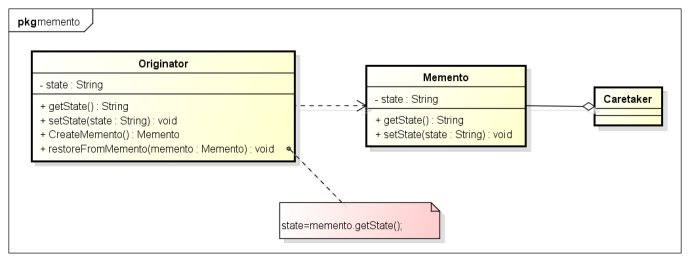 pkg memento
Originator
- state : String
+ getState() : String
+ setState(state : String) : void
+ CreateMemento() : Memento
+ restoreFromMemento(memento : Memento) : void
Memento
- state : String
+ getState() : String
+ setState(state : String) : void
Caretaker
state=memento.getState();